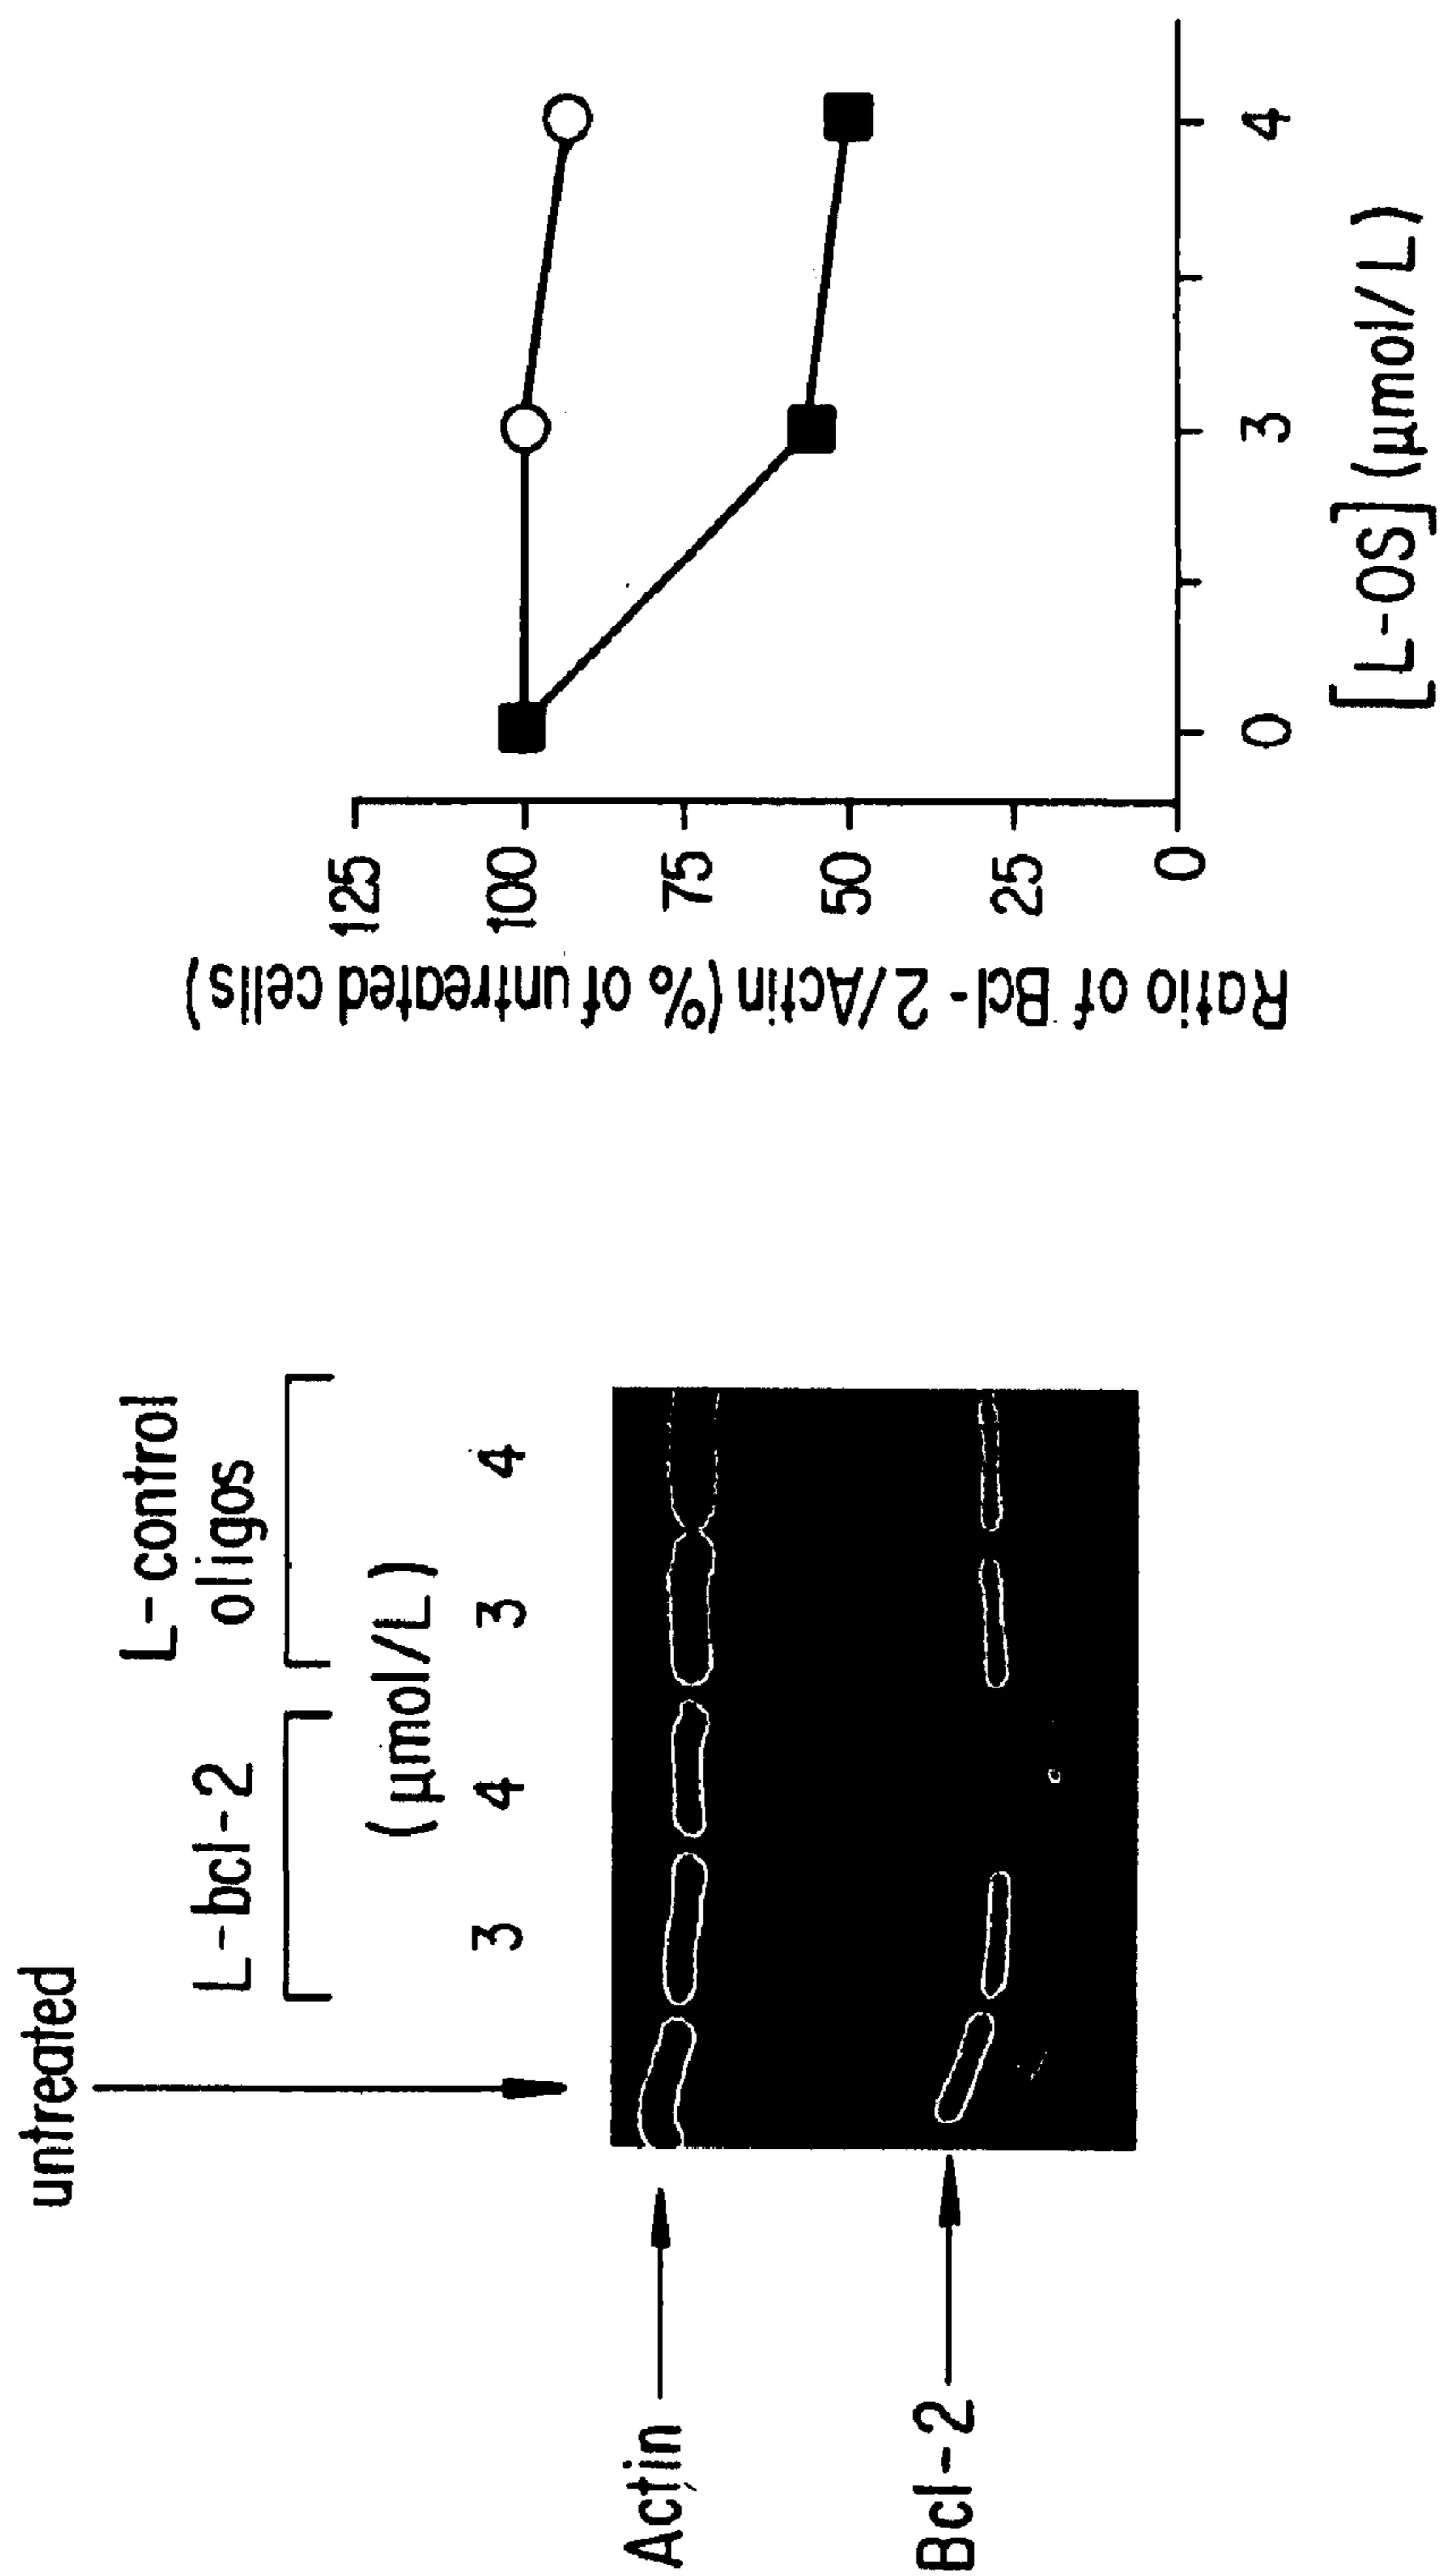 untreated
L-bcl-2
L-control
oligos
(μmol/L)
3 4 3 4
Actin
Bcl-2
Ratio of Bcl-2/Actin (% of untreated cells)
125
100
75
50
25
0
0 3 4
[L-OS] (μmol/L)